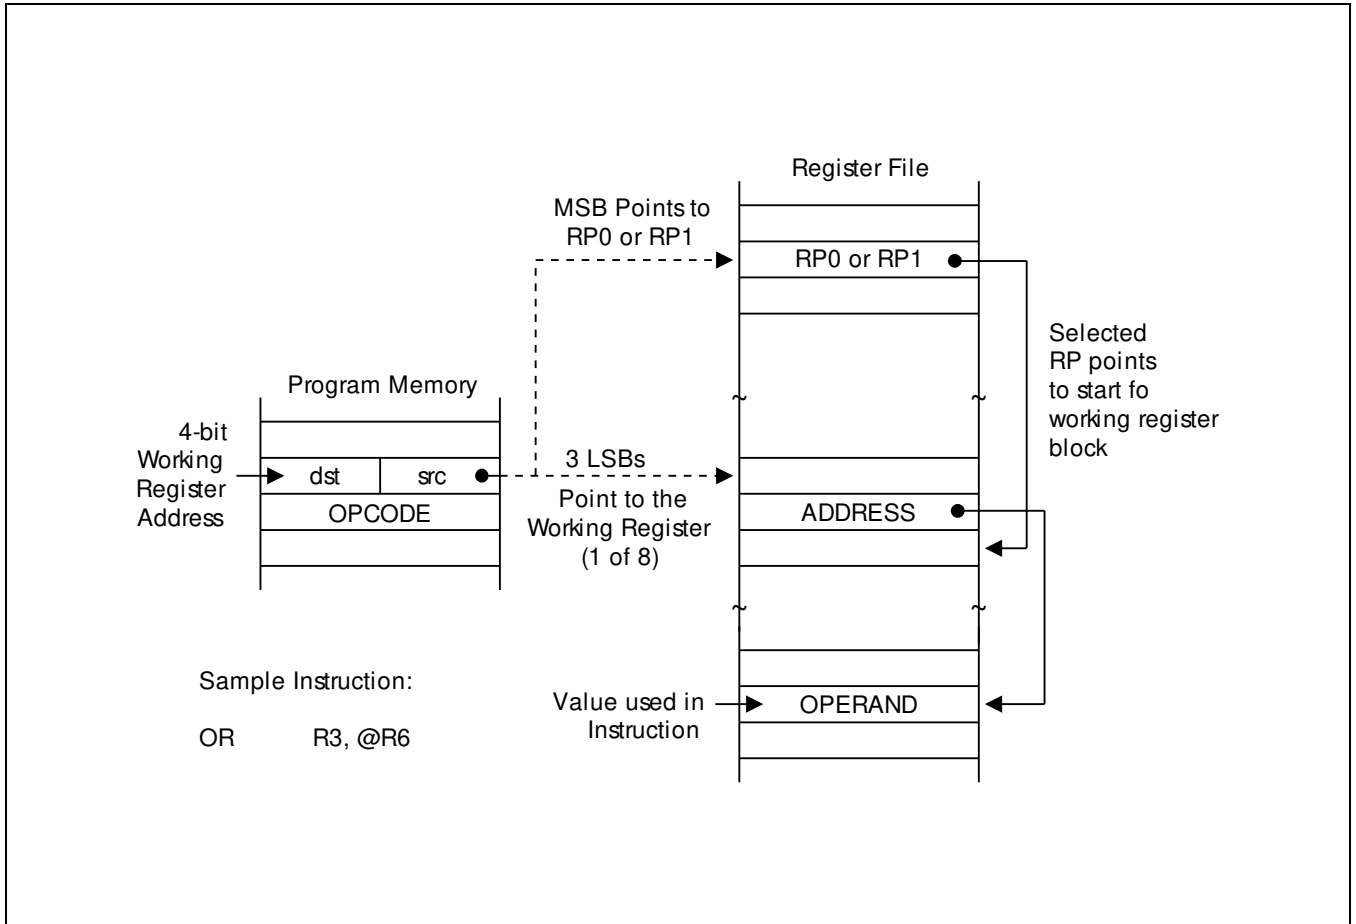 Register File
MSB Points to
RP0 or RP1
RP0 or RP1
Selected
RP points
to start fo
working register
block
Program Memory
4-bit
Working
Register
Address
dst
src
OPCODE
3 LSBs
Point to the
Working Register
(1 of 8)
ADDRESS
Sample Instruction:
OR R3, @R6
Value used in
Instruction
OPERAND